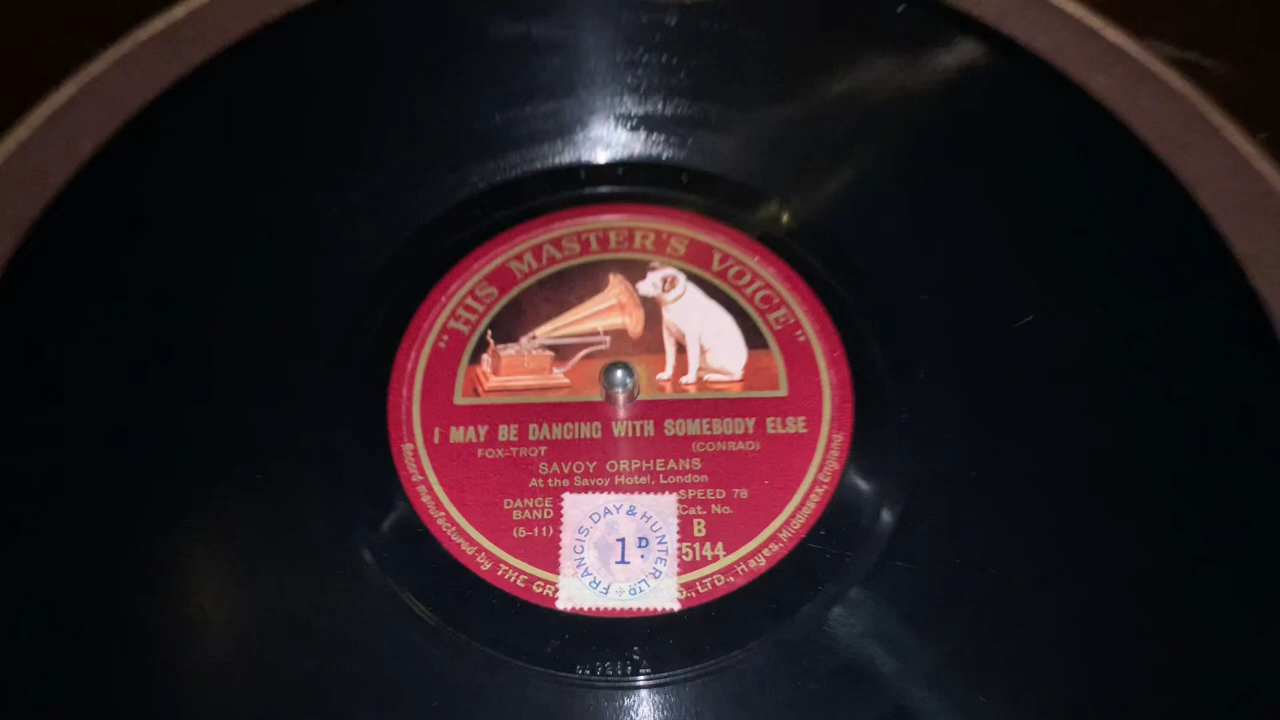 "HIS MASTER'S VOICE"
I MAY BE DANCING WITH SOMEBODY ELSE
FOX-TROT (CONRAD)
SAVOY ORPHEANS
At the Savoy Hotel, London
DANCE BAND
SPEED 78
Cat. No.
(5-11)
B
5144
FRANCIS, DAY & HUNTER LTD.
1D.
Record manufactured by THE GR LTD., Hayes, Middlesex, England.